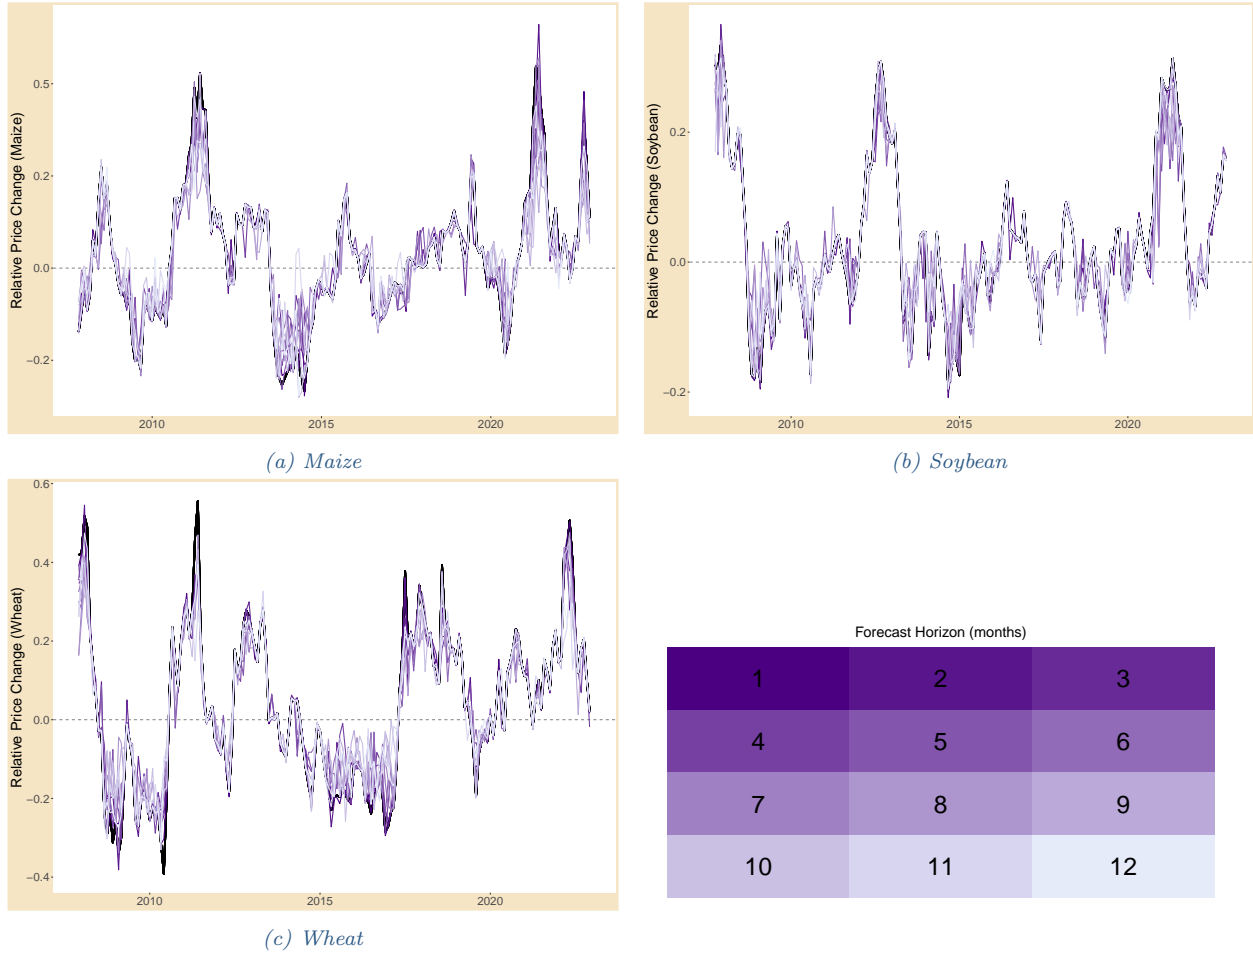 Relative Price Change (Maize)
0.5
0.2
0.0
−0.2
2010 2015 2020
(a) Maize
Relative Price Change (Soybean)
0.2
0.0
−0.2
2010 2015 2020
(b) Soybean
Relative Price Change (Wheat)
0.6
0.4
0.2
0.0
−0.2
−0.4
2010 2015 2020
(c) Wheat
Forecast Horizon (months)
1 2 3
4 5 6
7 8 9
10 11 12